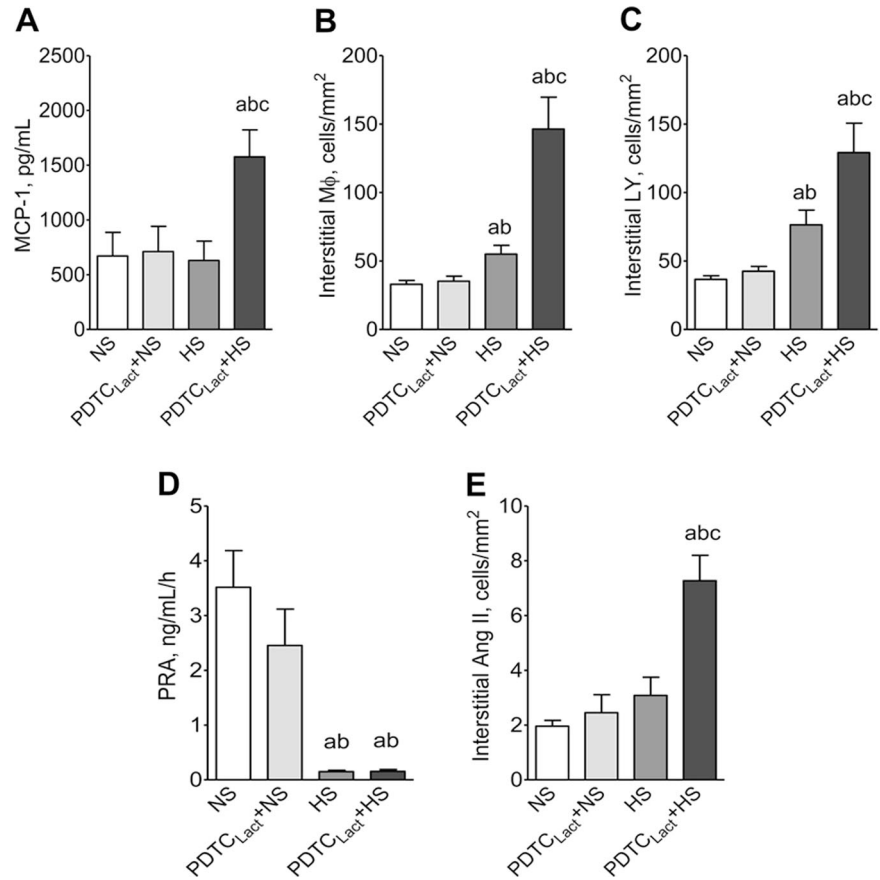 A
MCP-1, pg/mL
2500
2000
1500
1000
500
0
abc
NS
PDTCLact+NS
HS
PDTCLact+HS
B
Interstitial Mϕ, cells/mm2
200
150
100
50
0
ab
abc
NS
PDTCLact+NS
HS
PDTCLact+HS
C
Interstitial LY, cells/mm2
200
150
100
50
0
ab
abc
NS
PDTCLact+NS
HS
PDTCLact+HS
D
PRA, ng/mL/h
5
4
3
2
1
0
ab
ab
NS
PDTCLact+NS
HS
PDTCLact+HS
E
Interstitial Ang II, cells/mm2
10
8
6
4
2
0
abc
NS
PDTCLact+NS
HS
PDTCLact+HS